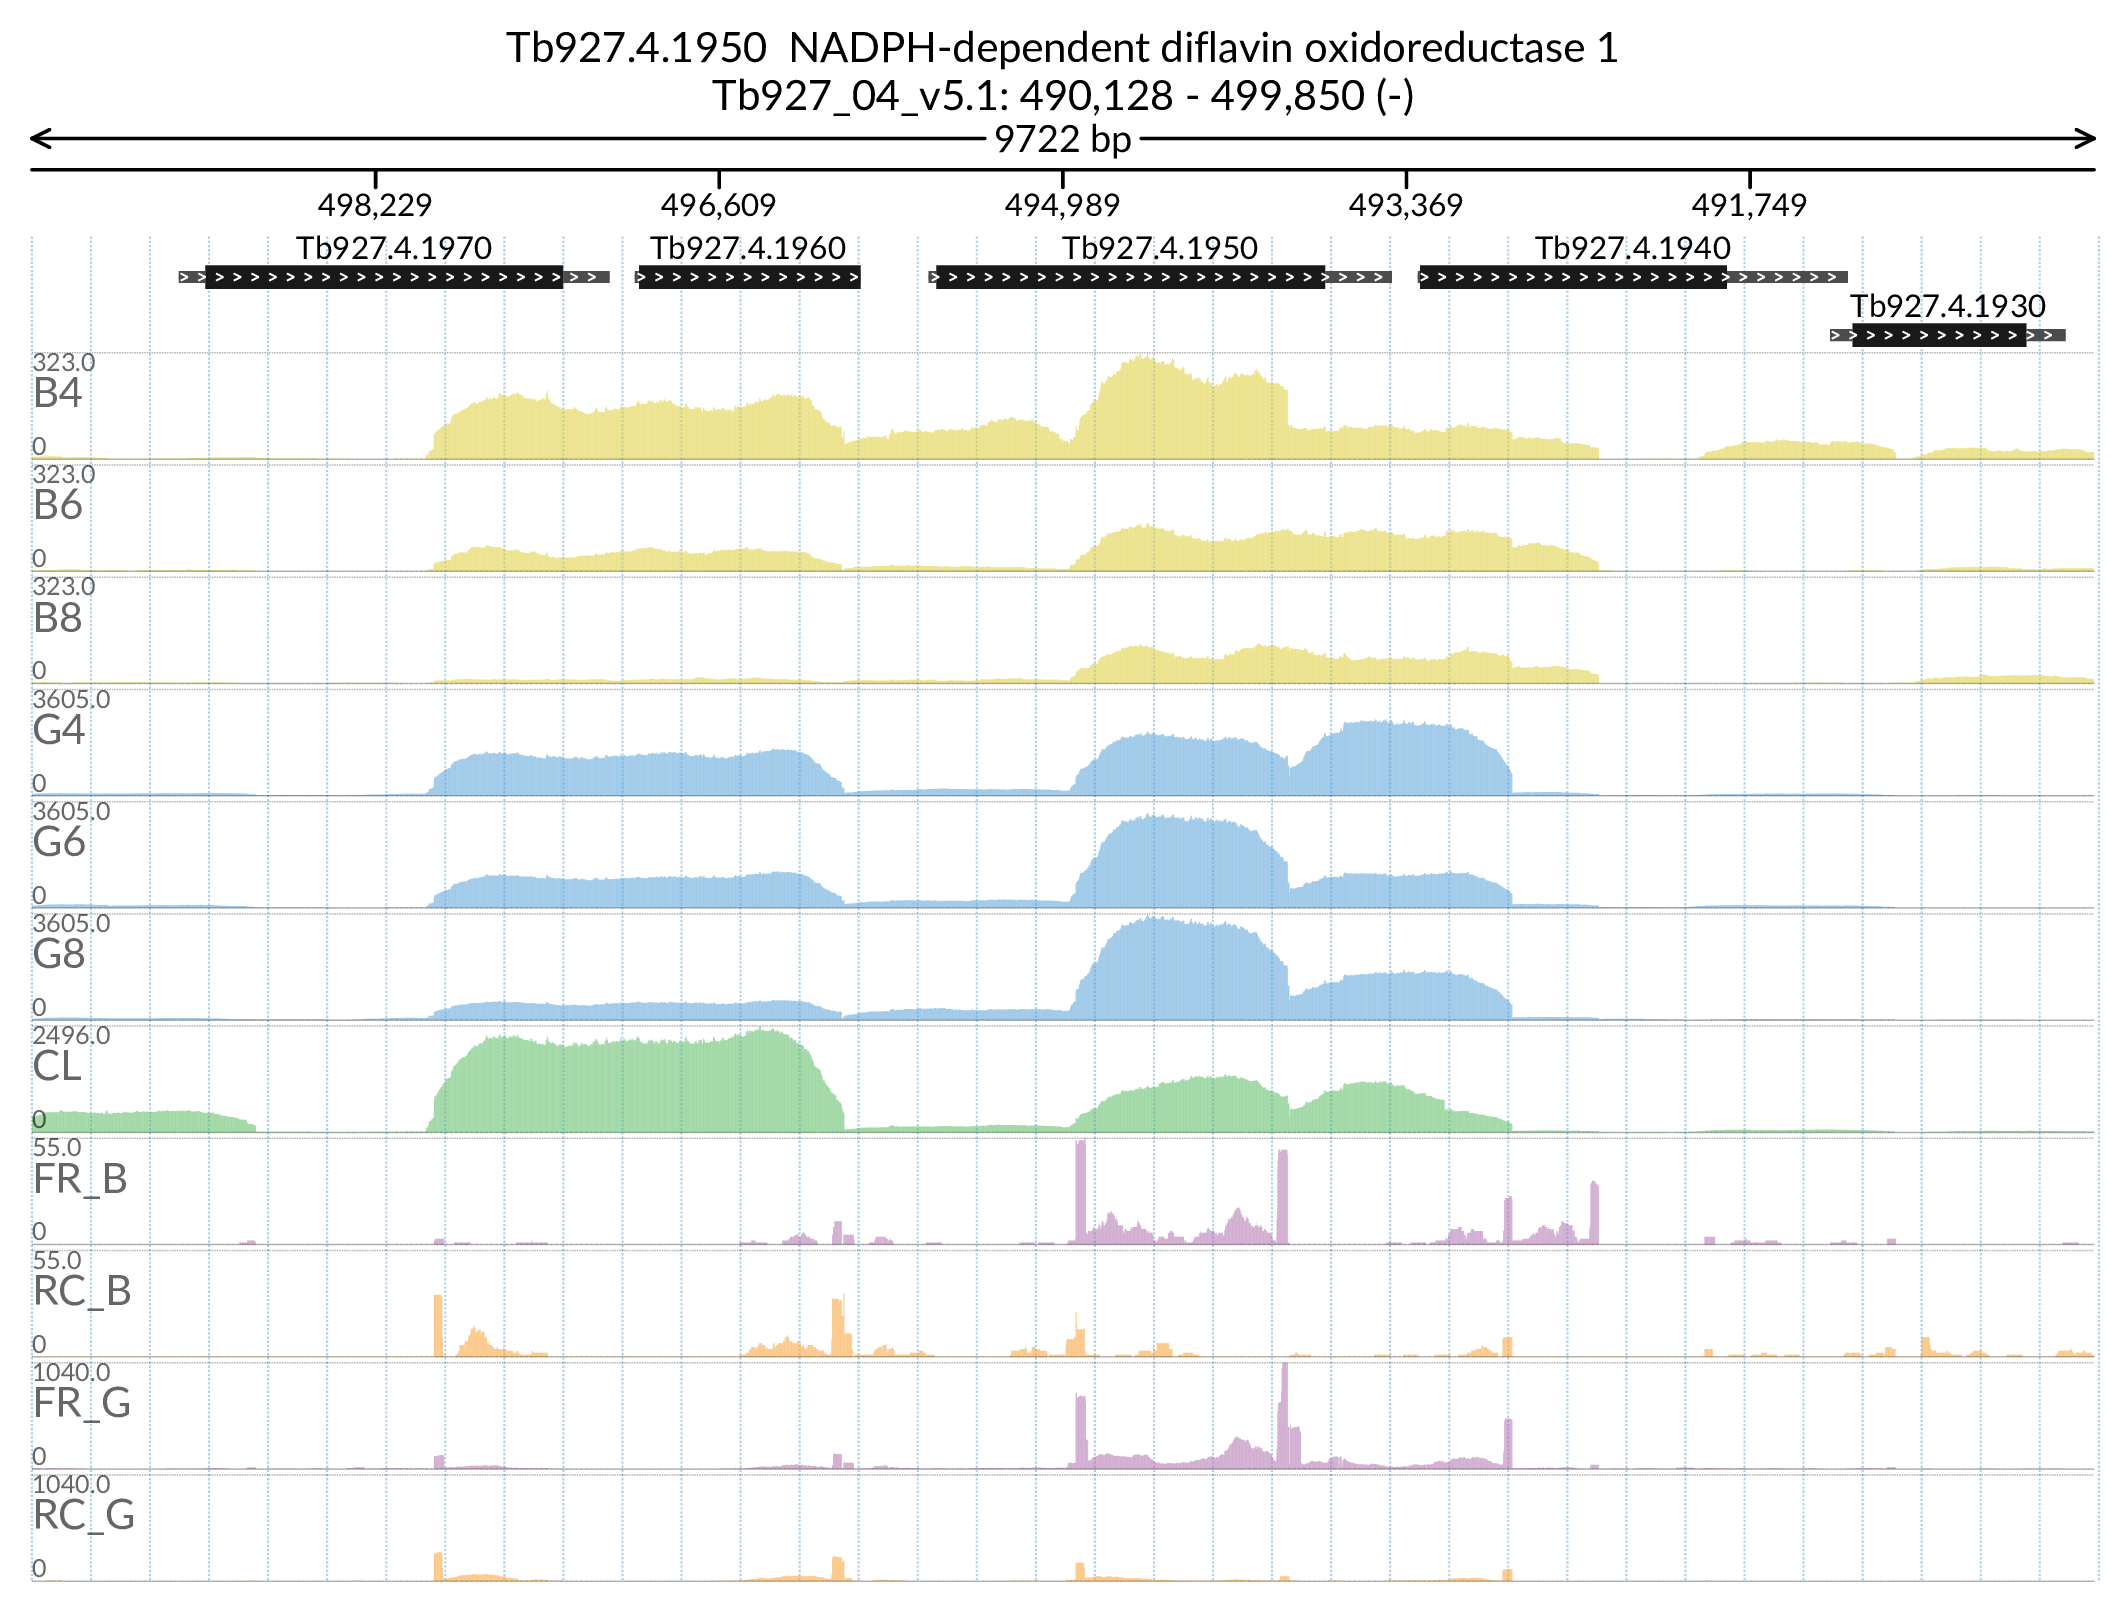 Tb927.4.1950  NADPH-dependent diflavin oxidoreductase 1
Tb927_04_v5.1: 490,128 - 499,850 (-)
9722 bp
498,229 496,609 494,989 493,369 491,749
Tb927.4.1970 Tb927.4.1960 Tb927.4.1950 Tb927.4.1940
Tb927.4.1930
323.0
B4
0
323.0
B6
0
323.0
B8
0
3605.0
G4
0
3605.0
G6
0
3605.0
G8
0
2496.0
CL
0
55.0
FR_B
0
55.0
RC_B
0
1040.0
FR_G
0
1040.0
RC_G
0